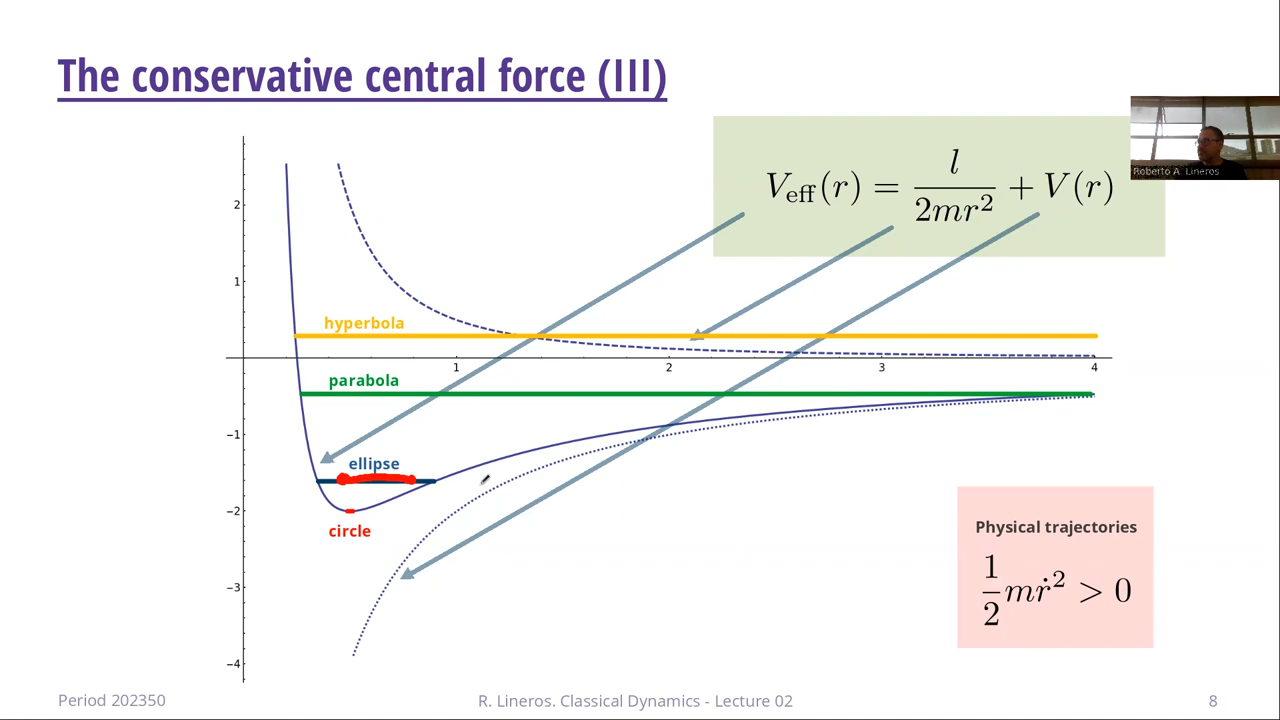 The conservative central force (III)
V_eff(r) = l / 2mr² + V(r)
Roberto A. Lineros
2
1
hyperbola
1
2
3
4
parabola
−1
ellipse
−2
circle
Physical trajectories
1/2 mṙ² > 0
−3
−4
Period 202350
R. Lineros. Classical Dynamics - Lecture 02
8